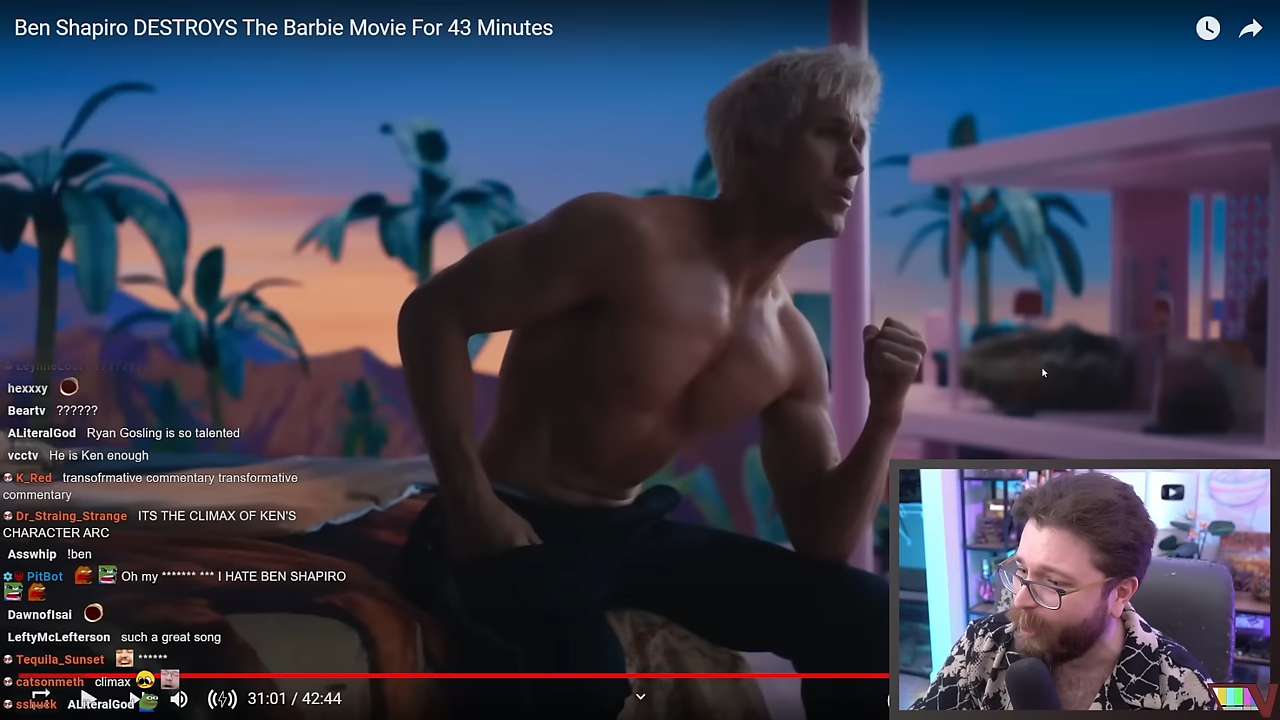 Ben Shapiro DESTROYS The Barbie Movie For 43 Minutes
hexxxy
Beartv ??????
ALiteralGod Ryan Gosling is so talented
vcctv He is Ken enough
K_Red transofrmative commentary transformative
commentary
Dr_Straing_Strange ITS THE CLIMAX OF KEN'S
CHARACTER ARC
Asswhip !ben
PitBot Oh my ******* *** I HATE BEN SHAPIRO
DawnofIsai
LeftyMcLefterson such a great song
Tequila_Sunset ******
catsonmeth climax
sshuck ALiteralGod
31:01 / 42:44